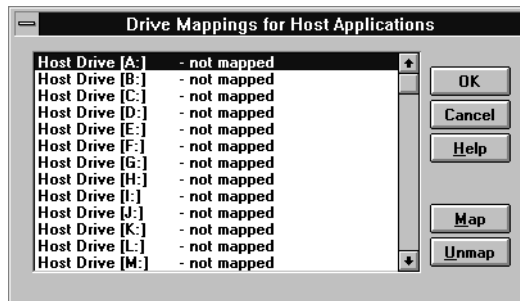 Drive Mappings for Host Applications
Host Drive [A:] - not mapped
Host Drive [B:] - not mapped
Host Drive [C:] - not mapped
Host Drive [D:] - not mapped
Host Drive [E:] - not mapped
Host Drive [F:] - not mapped
Host Drive [G:] - not mapped
Host Drive [H:] - not mapped
Host Drive [I:] - not mapped
Host Drive [J:] - not mapped
Host Drive [K:] - not mapped
Host Drive [L:] - not mapped
Host Drive [M:] - not mapped
OK
Cancel
Help
Map
Unmap